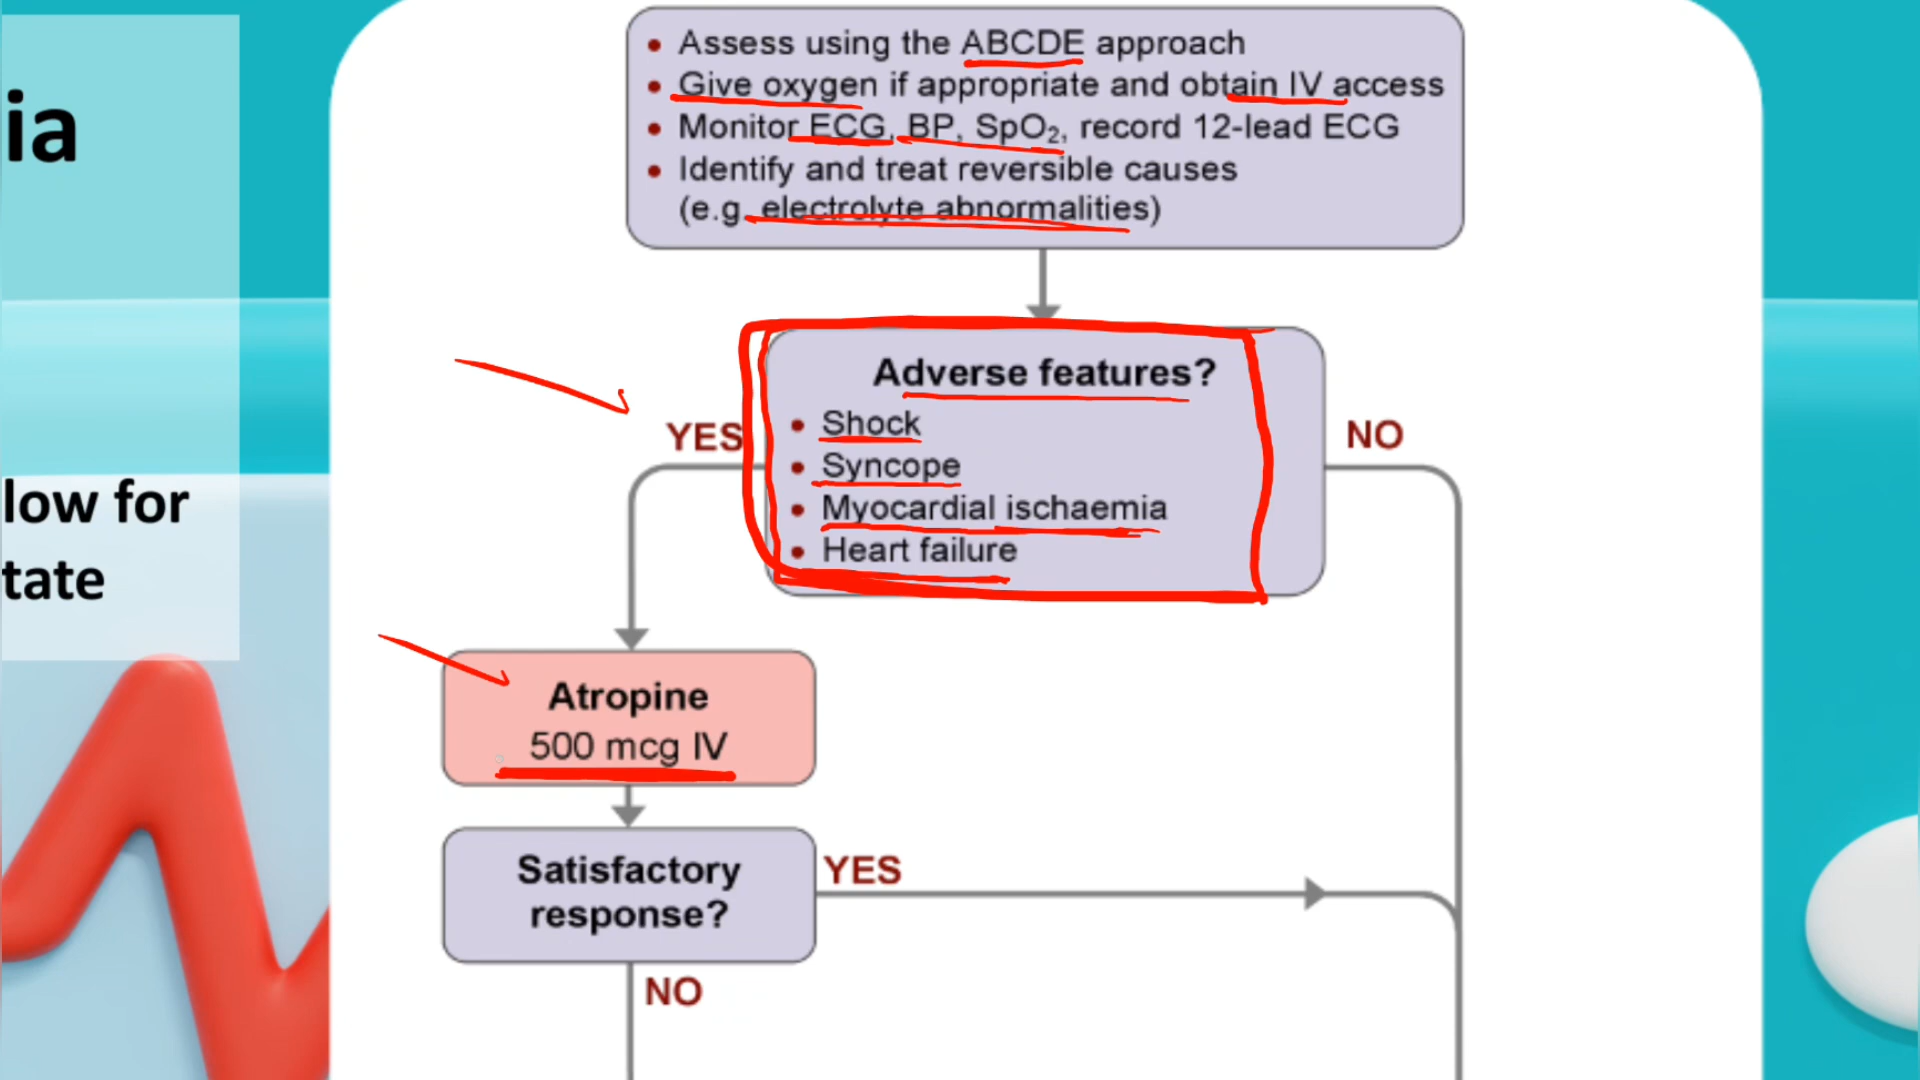 ia
low for
tate
• Assess using the ABCDE approach
• Give oxygen if appropriate and obtain IV access
• Monitor ECG, BP, SpO₂, record 12-lead ECG
• Identify and treat reversible causes
(e.g. electrolyte abnormalities)
Adverse features?
• Shock
• Syncope
• Myocardial ischaemia
• Heart failure
YES
NO
Atropine
500 mcg IV
Satisfactory
response?
YES
NO